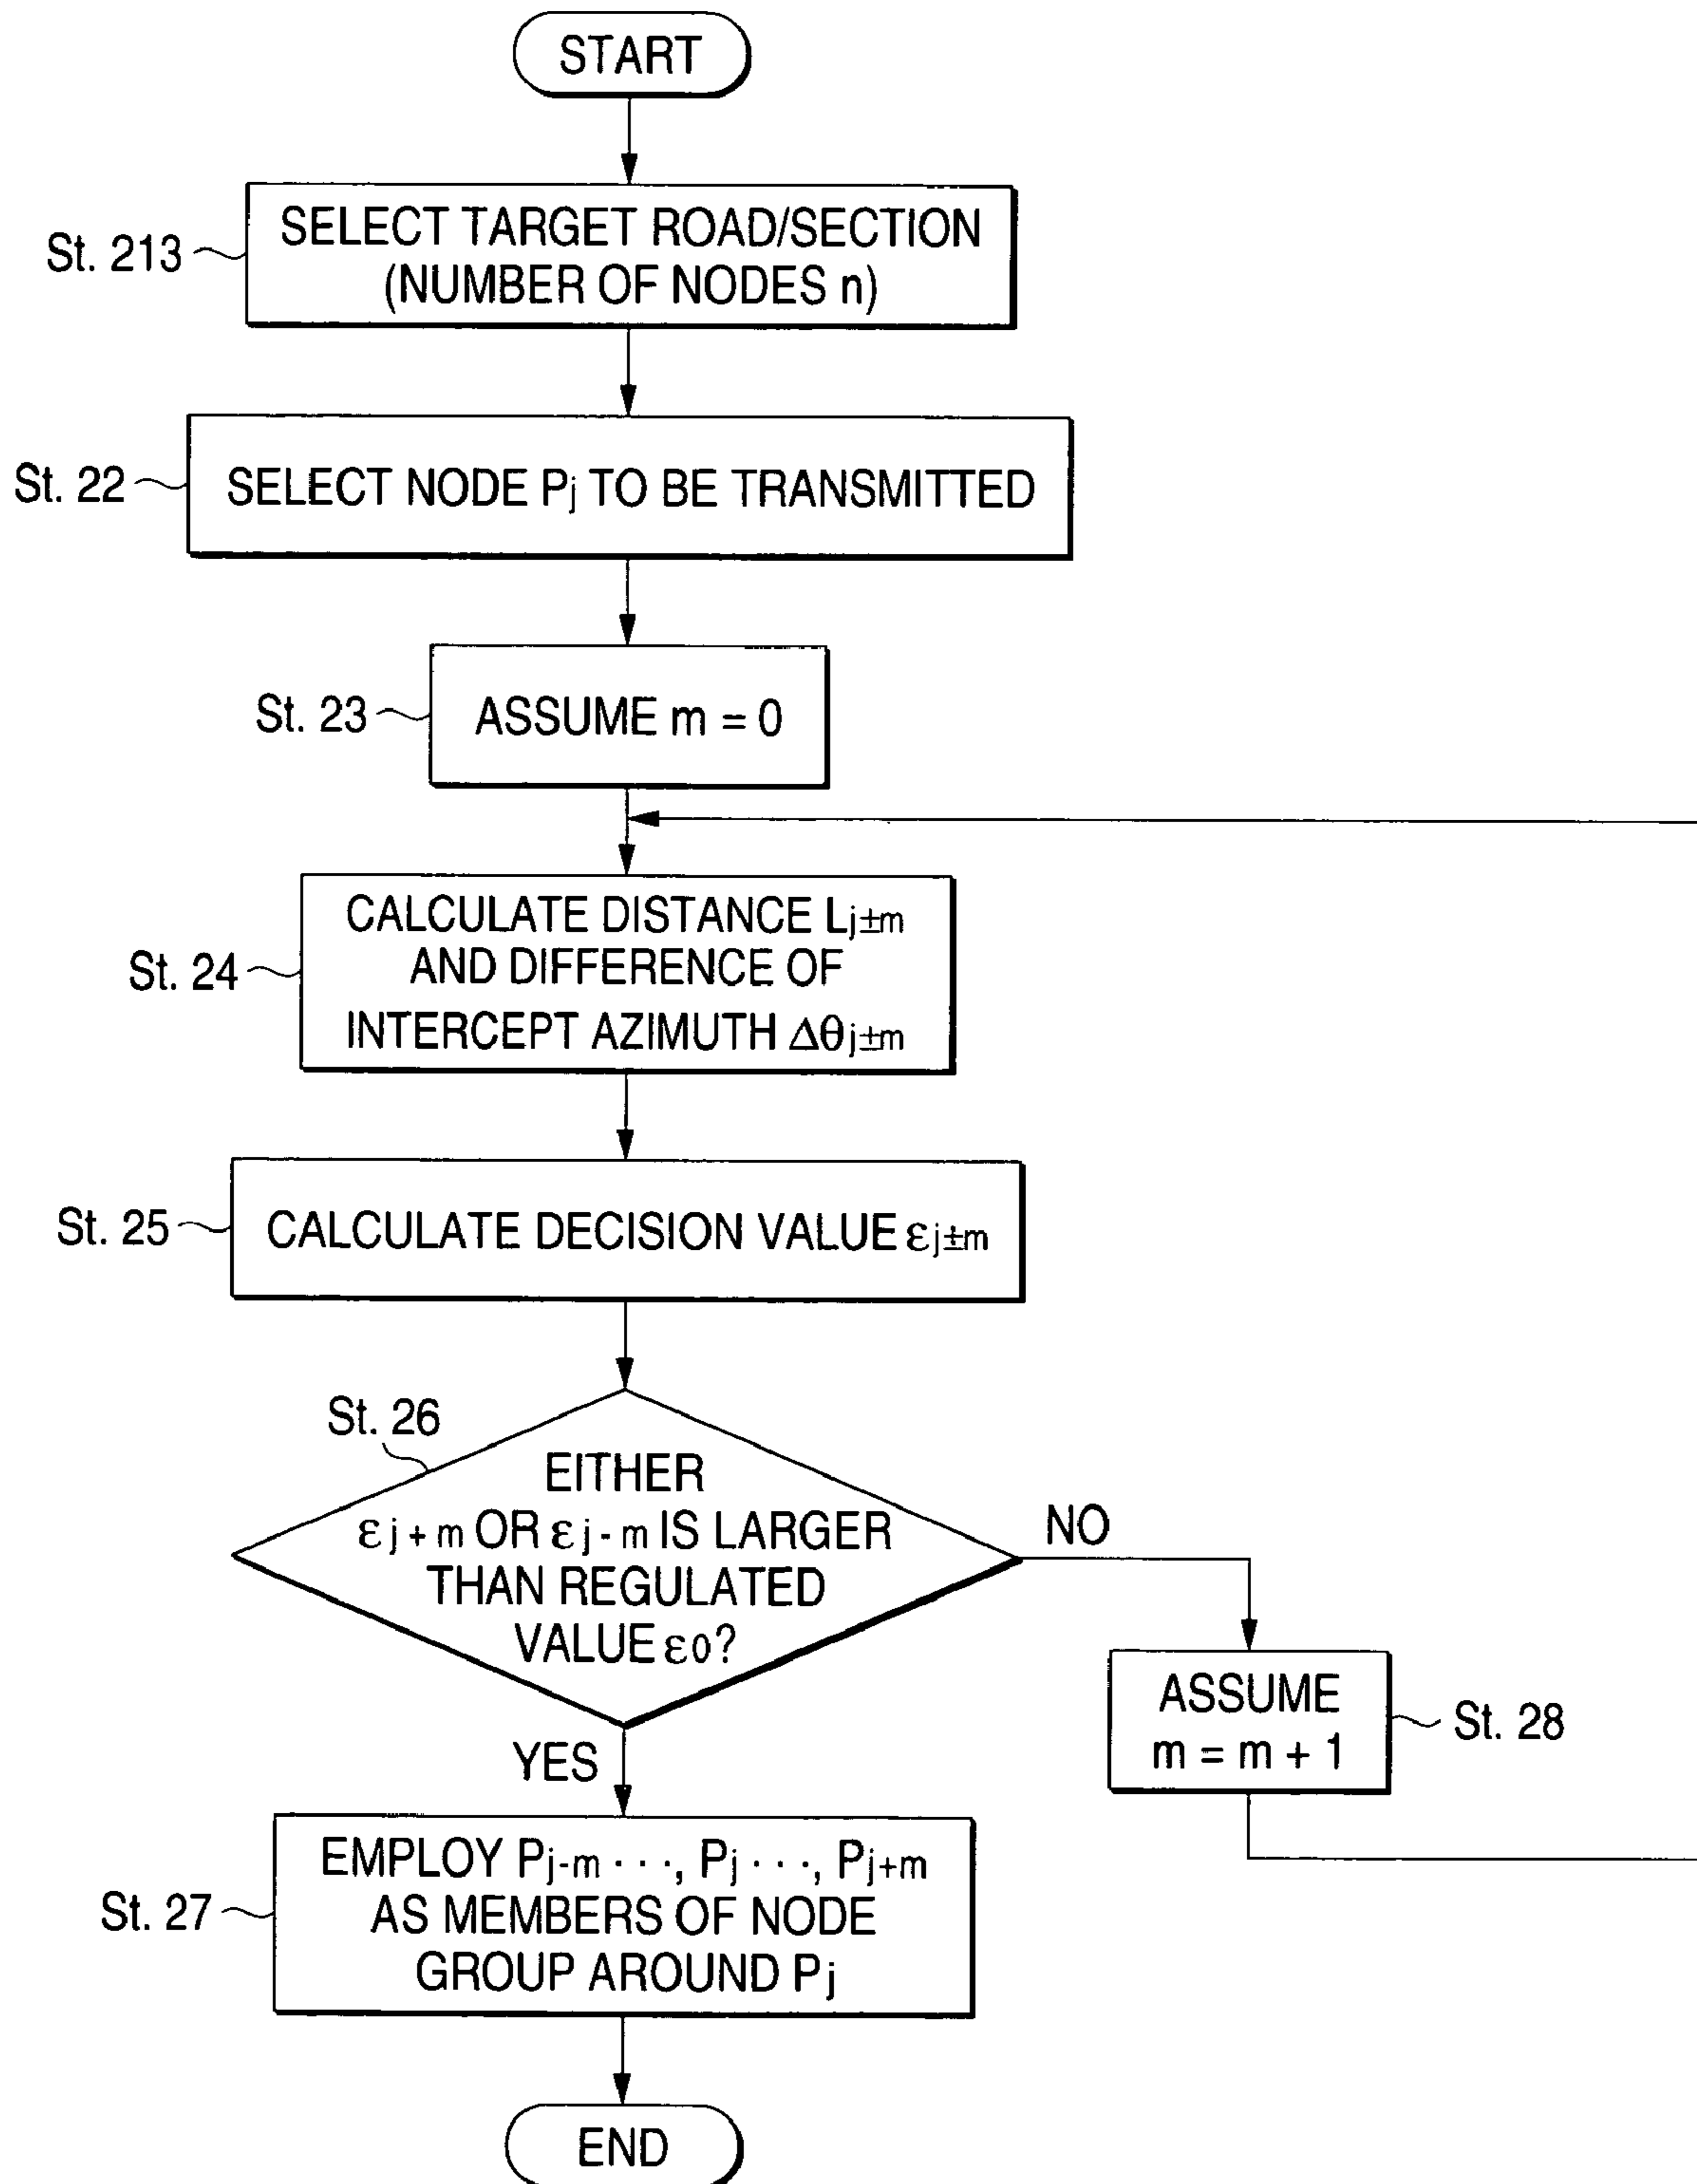 START
St. 213
SELECT TARGET ROAD/SECTION
(NUMBER OF NODES n)
St. 22
SELECT NODE Pj TO BE TRANSMITTED
St. 23
ASSUME m = 0
St. 24
CALCULATE DISTANCE Lj±m
AND DIFFERENCE OF
INTERCEPT AZIMUTH Δθj±m
St. 25
CALCULATE DECISION VALUE εj±m
St. 26
EITHER
εj + m OR εj - m IS LARGER
THAN REGULATED
VALUE ε0?
NO
ASSUME
m = m + 1
St. 28
YES
St. 27
EMPLOY Pj-m · · ·, Pj · · ·, Pj+m
AS MEMBERS OF NODE
GROUP AROUND Pj
END